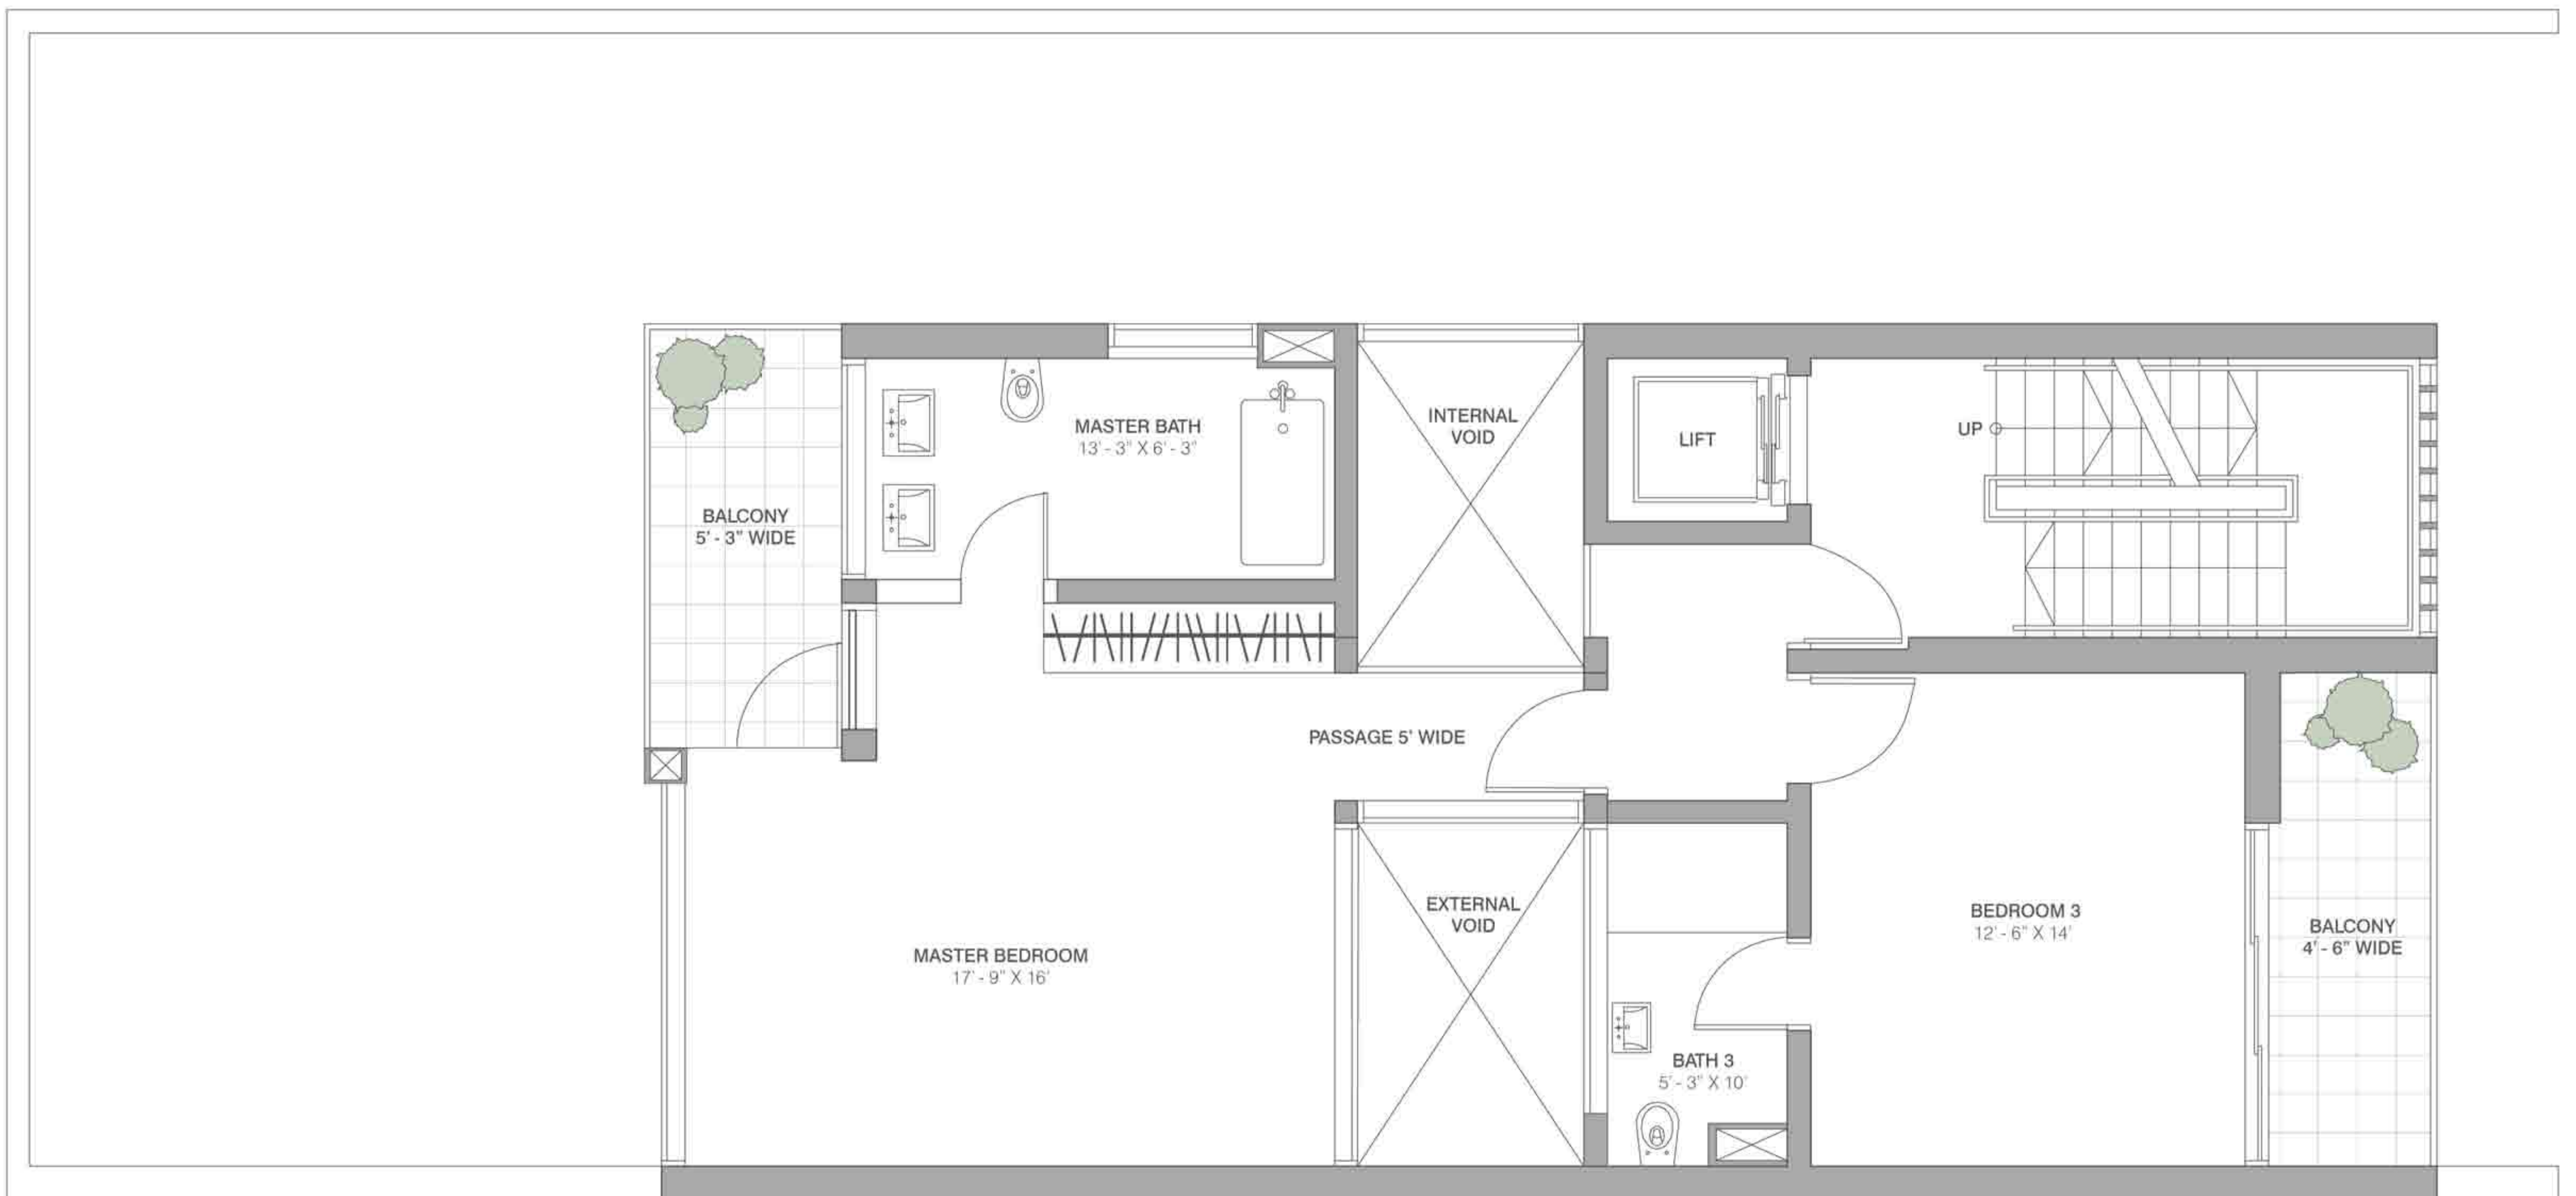 MASTER BATH
13' - 3" X 6' - 3"
INTERNAL
VOID
LIFT
UP
BALCONY
5' - 3" WIDE
PASSAGE 5' WIDE
MASTER BEDROOM
17' - 9" X 16'
EXTERNAL
VOID
BATH 3
5' - 3" X 10'
BEDROOM 3
12' - 6" X 14'
BALCONY
4' - 6" WIDE